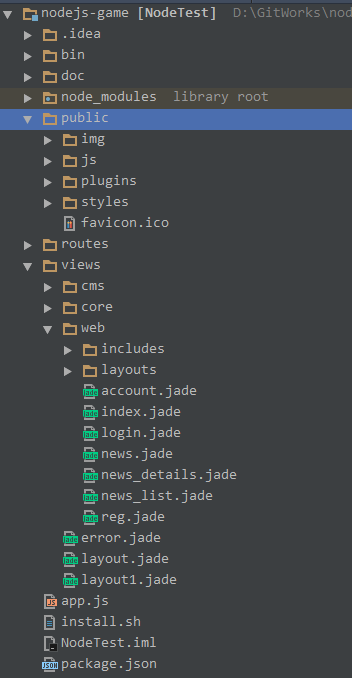 nodejs-game [NodeTest] D:\GitWorks\nod
.idea
bin
doc
node_modules library root
public
img
js
plugins
styles
favicon.ico
routes
views
cms
core
web
includes
layouts
account.jade
index.jade
login.jade
news.jade
news_details.jade
news_list.jade
reg.jade
error.jade
layout.jade
layout1.jade
app.js
install.sh
NodeTest.iml
package.json